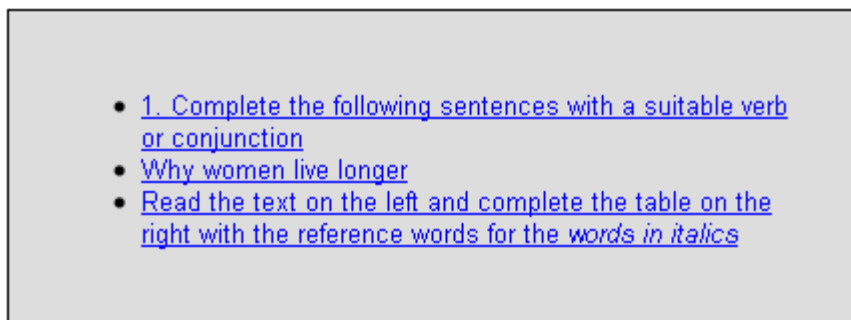 1. Complete the following sentences with a suitable verb
or conjunction
Why women live longer
Read the text on the left and complete the table on the
right with the reference words for the words in italics